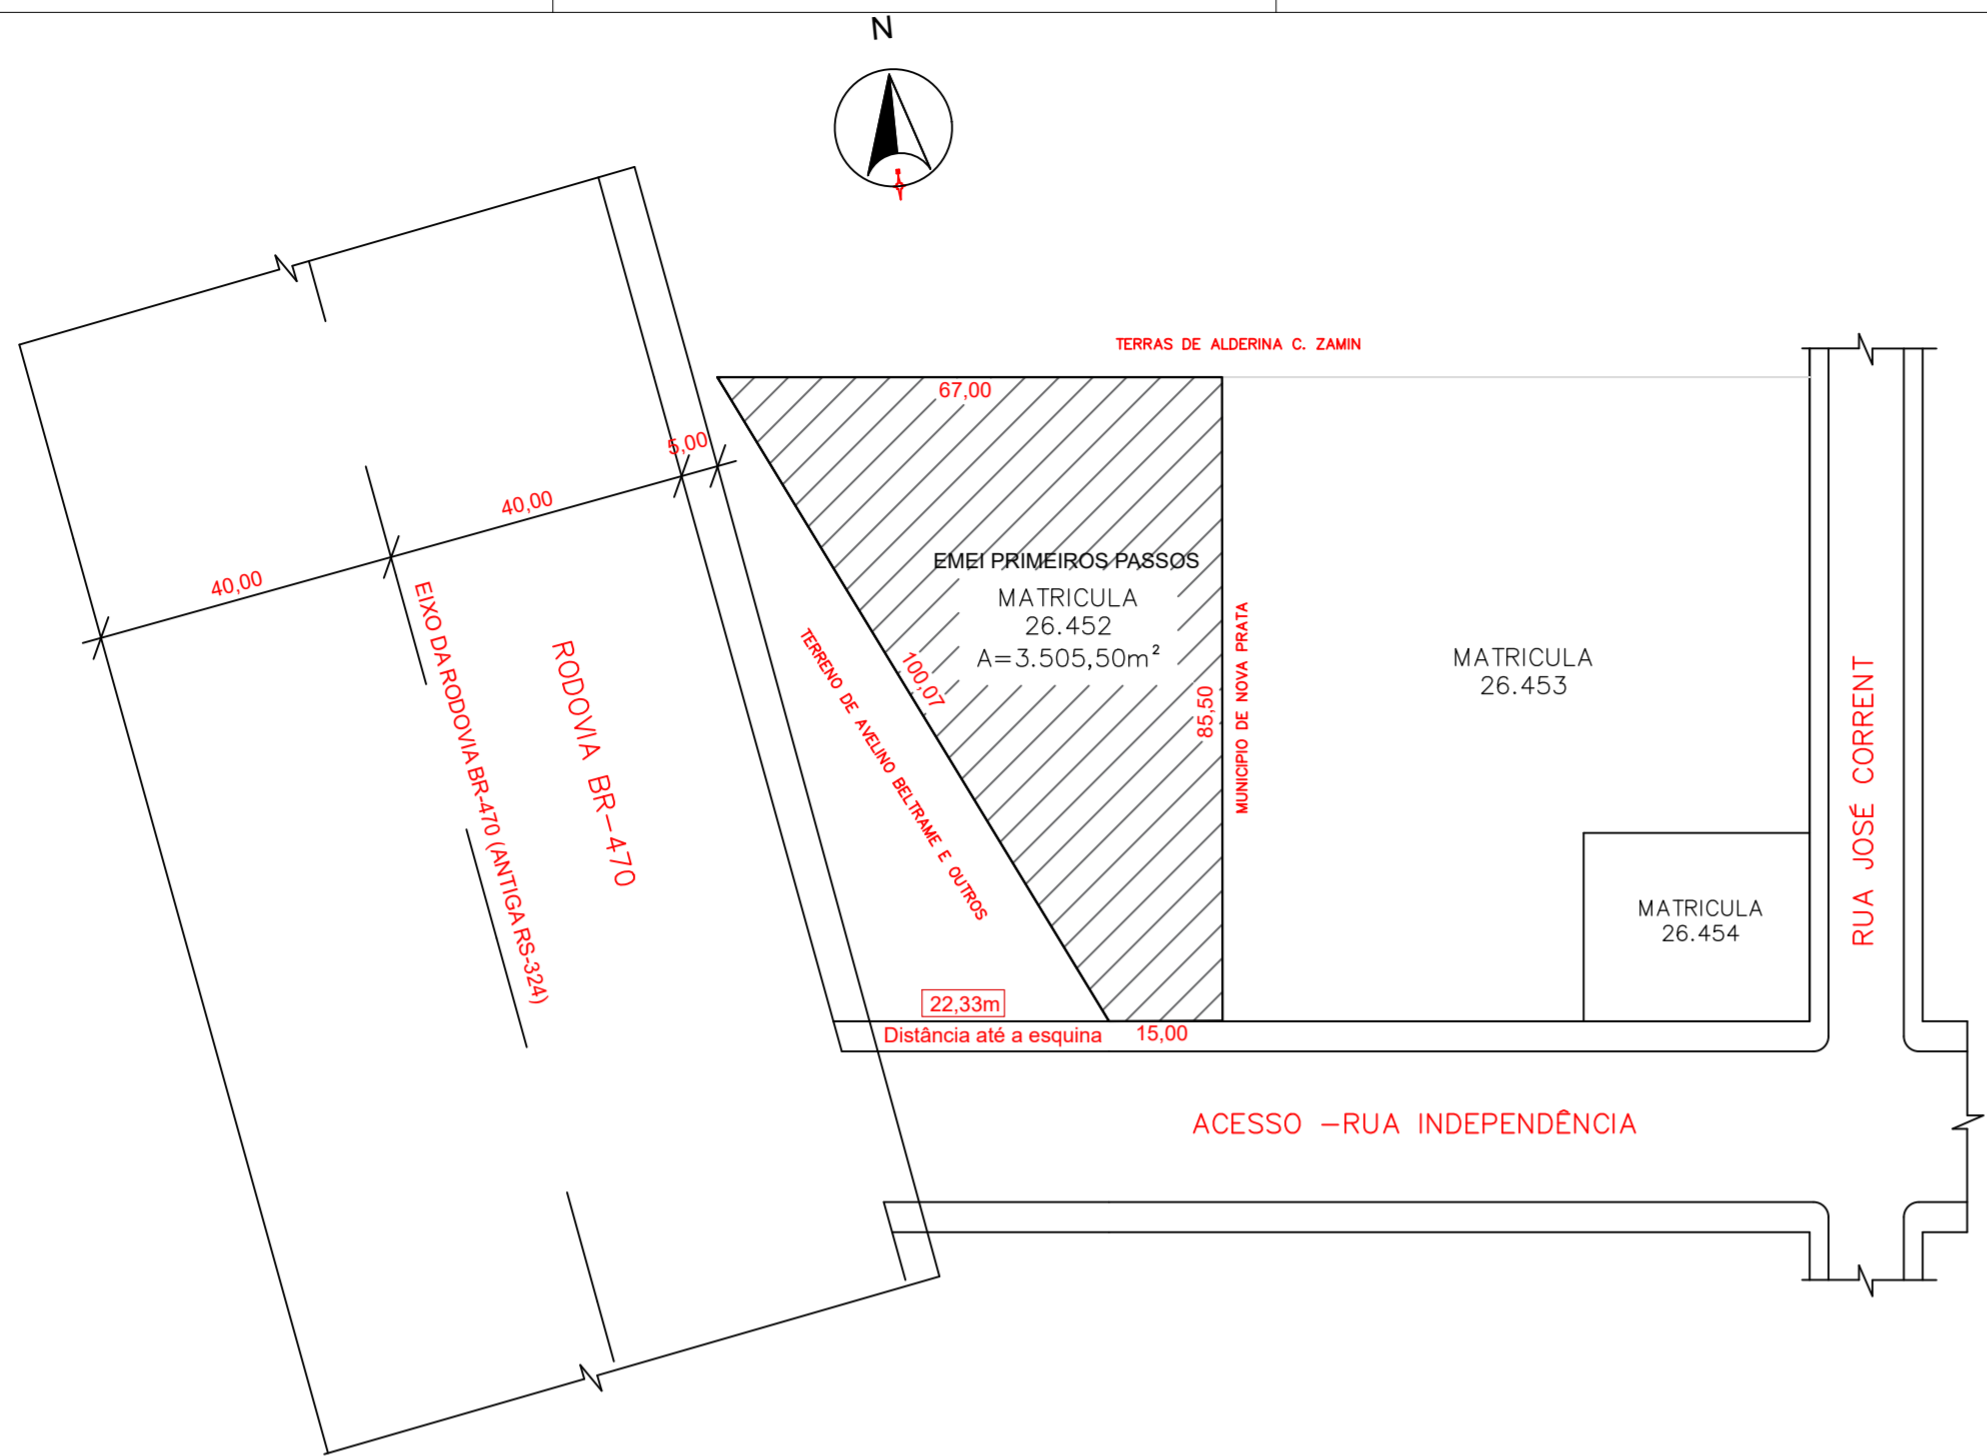 N
TERRAS DE ALDERINA C. ZAMIN
67,00
5,00
40,00
40,00
EIXO DA RODOVIA BR-470 (ANTIGA RS-324)
RODOVIA BR-470
TERRENO DE AVELINO BELTRAME E OUTROS
100,07
EMEI PRIMEIROS PASSOS
MATRICULA
26.452
A=3.505,50m²
85,50
MUNICIPIO DE NOVA PRATA
MATRICULA
26.453
MATRICULA
26.454
RUA JOSÉ CORRENT
22,33m
Distância até a esquina
15,00
ACESSO -RUA INDEPENDÊNCIA